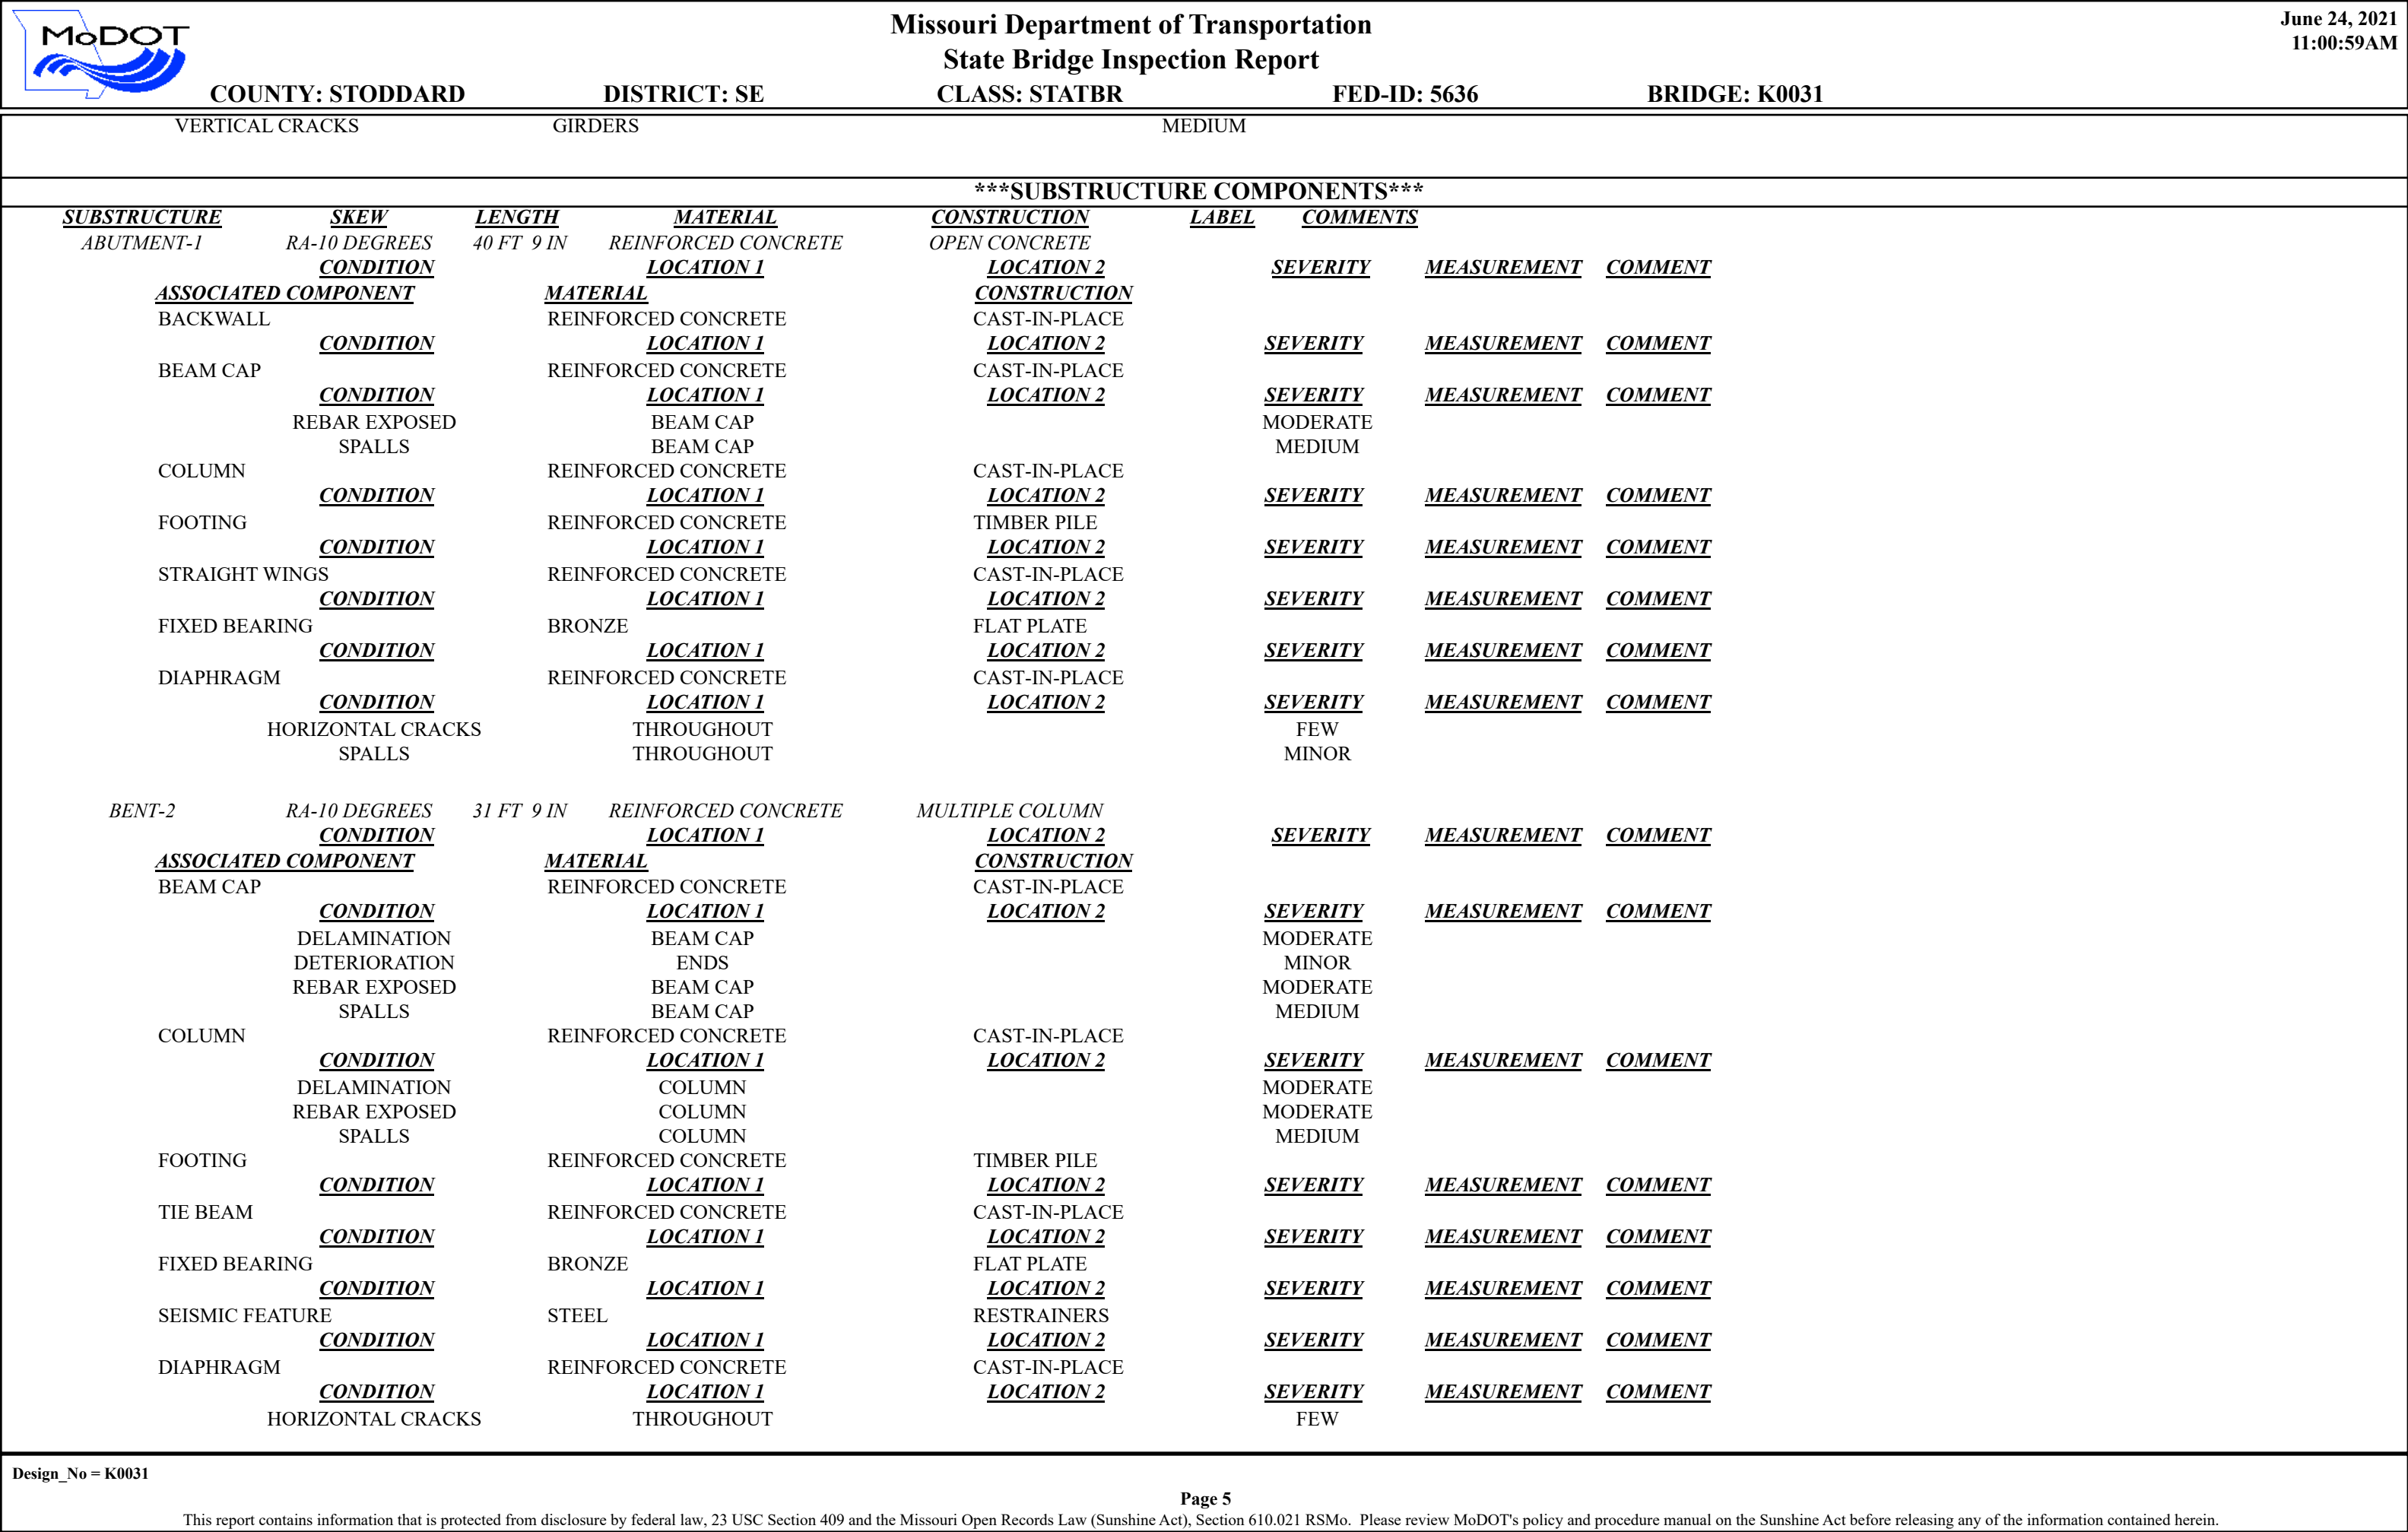 MoDOT
Missouri Department of Transportation
State Bridge Inspection Report
June 24, 2021
11:00:59AM
COUNTY: STODDARD DISTRICT: SE CLASS: STATBR FED-ID: 5636 BRIDGE: K0031
VERTICAL CRACKS GIRDERS MEDIUM
***SUBSTRUCTURE COMPONENTS***
SUBSTRUCTURE SKEW LENGTH MATERIAL CONSTRUCTION LABEL COMMENTS
ABUTMENT-1 RA-10 DEGREES 40 FT 9 IN REINFORCED CONCRETE OPEN CONCRETE
CONDITION LOCATION 1 LOCATION 2 SEVERITY MEASUREMENT COMMENT
ASSOCIATED COMPONENT MATERIAL CONSTRUCTION
BACKWALL REINFORCED CONCRETE CAST-IN-PLACE
CONDITION LOCATION 1 LOCATION 2 SEVERITY MEASUREMENT COMMENT
BEAM CAP REINFORCED CONCRETE CAST-IN-PLACE
CONDITION LOCATION 1 LOCATION 2 SEVERITY MEASUREMENT COMMENT
REBAR EXPOSED BEAM CAP MODERATE
SPALLS BEAM CAP MEDIUM
COLUMN REINFORCED CONCRETE CAST-IN-PLACE
CONDITION LOCATION 1 LOCATION 2 SEVERITY MEASUREMENT COMMENT
FOOTING REINFORCED CONCRETE TIMBER PILE
CONDITION LOCATION 1 LOCATION 2 SEVERITY MEASUREMENT COMMENT
STRAIGHT WINGS REINFORCED CONCRETE CAST-IN-PLACE
CONDITION LOCATION 1 LOCATION 2 SEVERITY MEASUREMENT COMMENT
FIXED BEARING BRONZE FLAT PLATE
CONDITION LOCATION 1 LOCATION 2 SEVERITY MEASUREMENT COMMENT
DIAPHRAGM REINFORCED CONCRETE CAST-IN-PLACE
CONDITION LOCATION 1 LOCATION 2 SEVERITY MEASUREMENT COMMENT
HORIZONTAL CRACKS THROUGHOUT FEW
SPALLS THROUGHOUT MINOR
BENT-2 RA-10 DEGREES 31 FT 9 IN REINFORCED CONCRETE MULTIPLE COLUMN
CONDITION LOCATION 1 LOCATION 2 SEVERITY MEASUREMENT COMMENT
ASSOCIATED COMPONENT MATERIAL CONSTRUCTION
BEAM CAP REINFORCED CONCRETE CAST-IN-PLACE
CONDITION LOCATION 1 LOCATION 2 SEVERITY MEASUREMENT COMMENT
DELAMINATION BEAM CAP MODERATE
DETERIORATION ENDS MINOR
REBAR EXPOSED BEAM CAP MODERATE
SPALLS BEAM CAP MEDIUM
COLUMN REINFORCED CONCRETE CAST-IN-PLACE
CONDITION LOCATION 1 LOCATION 2 SEVERITY MEASUREMENT COMMENT
DELAMINATION COLUMN MODERATE
REBAR EXPOSED COLUMN MODERATE
SPALLS COLUMN MEDIUM
FOOTING REINFORCED CONCRETE TIMBER PILE
CONDITION LOCATION 1 LOCATION 2 SEVERITY MEASUREMENT COMMENT
TIE BEAM REINFORCED CONCRETE CAST-IN-PLACE
CONDITION LOCATION 1 LOCATION 2 SEVERITY MEASUREMENT COMMENT
FIXED BEARING BRONZE FLAT PLATE
CONDITION LOCATION 1 LOCATION 2 SEVERITY MEASUREMENT COMMENT
SEISMIC FEATURE STEEL RESTRAINERS
CONDITION LOCATION 1 LOCATION 2 SEVERITY MEASUREMENT COMMENT
DIAPHRAGM REINFORCED CONCRETE CAST-IN-PLACE
CONDITION LOCATION 1 LOCATION 2 SEVERITY MEASUREMENT COMMENT
HORIZONTAL CRACKS THROUGHOUT FEW
Design_No = K0031
Page 5
This report contains information that is protected from disclosure by federal law, 23 USC Section 409 and the Missouri Open Records Law (Sunshine Act), Section 610.021 RSMo. Please review MoDOT's policy and procedure manual on the Sunshine Act before releasing any of the information contained herein.